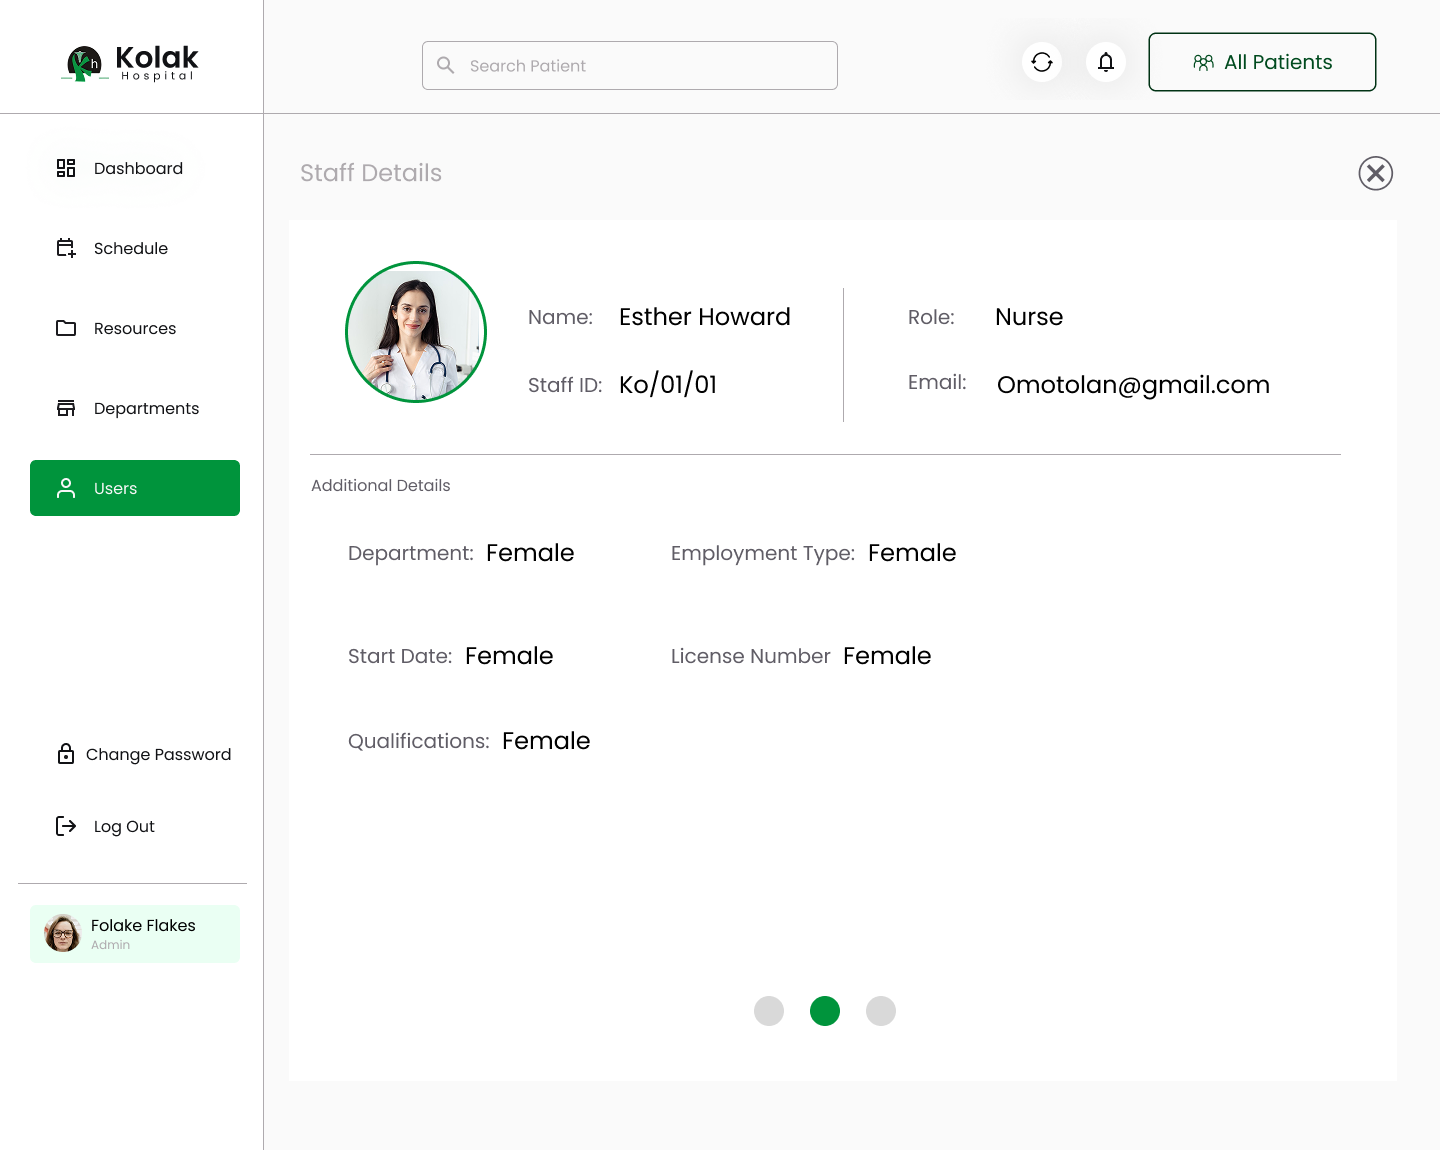 Kolak
Hospital
h
Search Patient
All Patients
Dashboard
Schedule
Resources
Departments
Users
Change Password
Log Out
Folake Flakes
Admin
Staff Details
Name: Esther Howard
Role: Nurse
Staff ID: Ko/01/01
Email: Omotolan@gmail.com
Additional Details
Department: Female
Employment Type: Female
Start Date: Female
License Number Female
Qualifications: Female